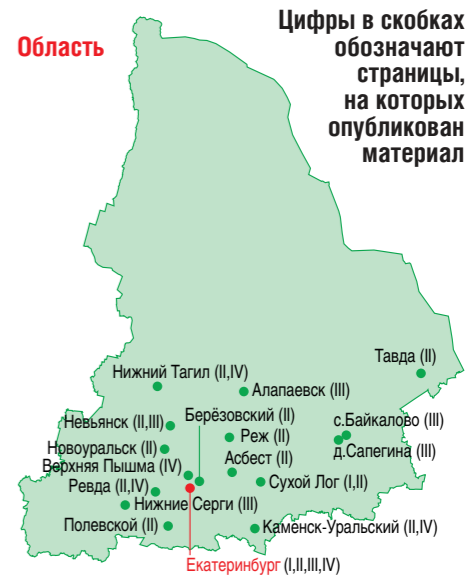 Область
Цифры в скобках
обозначают
страницы,
на которых
опубликован
материал
Тавда (II)
Нижний Тагил (II,IV)
Алапаевск (III)
Невьянск (II,III)
Берёзовский (II)
с.Байкалово (III)
Реж (II)
Новоуральск (II)
д.Сапегина (III)
Верхняя Пышма (IV)
Асбест (II)
Ревда (II,IV)
Сухой Лог (I,II)
Нижние Серги (III)
Полевской (II)
Каменск-Уральский (II,IV)
Екатеринбург (I,II,III,IV)